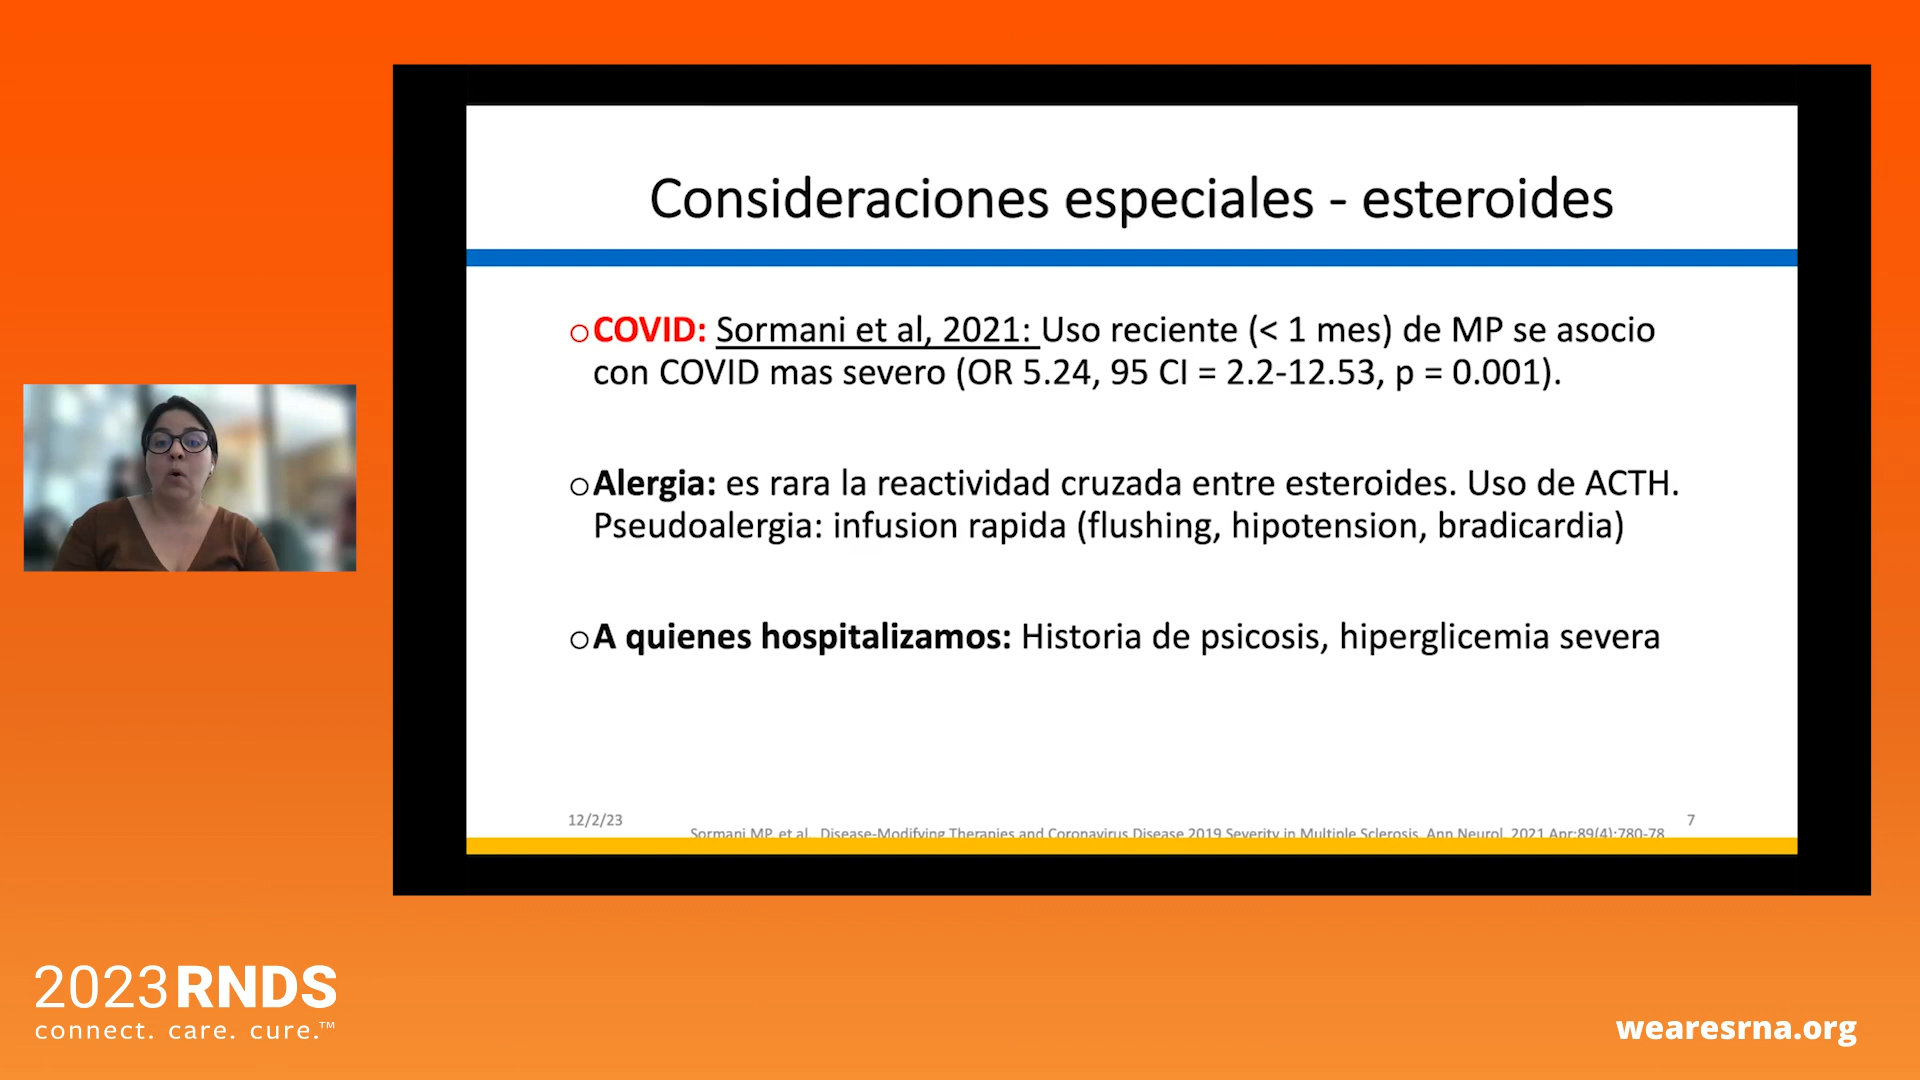 Consideraciones especiales - esteroides
○COVID: Sormani et al, 2021: Uso reciente (< 1 mes) de MP se asocio
con COVID mas severo (OR 5.24, 95 CI = 2.2-12.53, p = 0.001).
○Alergia: es rara la reactividad cruzada entre esteroides. Uso de ACTH.
Pseudoalergia: infusion rapida (flushing, hipotension, bradicardia)
○A quienes hospitalizamos: Historia de psicosis, hiperglicemia severa
12/2/23
Sormani MP, et al., Disease-Modifying Therapies and Coronavirus Disease 2019 Severity in Multiple Sclerosis. Ann Neurol. 2021 Apr;89(4):780-78
7
2023 RNDS
connect. care. cure.™
wearesrna.org